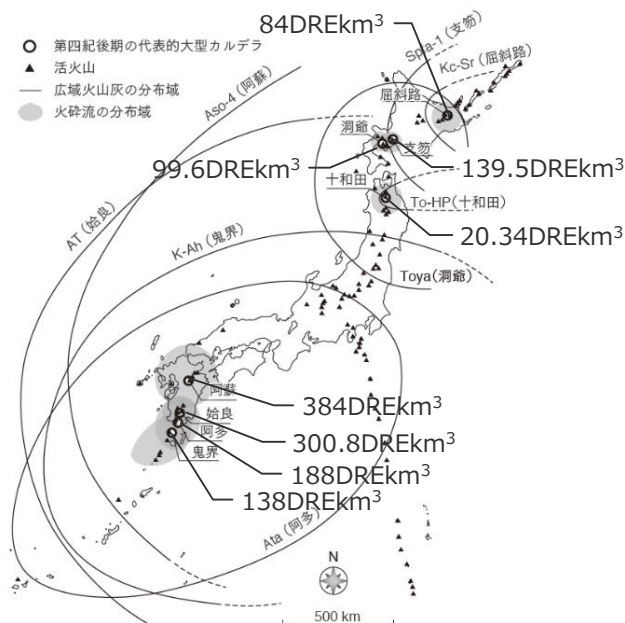 84DREkm³
第四紀後期の代表的大型カルデラ
活火山
広域火山灰の分布域
火砕流の分布域
Spfa-1 (支笏)
Kc-Sr (屈斜路)
Aso-4 (阿蘇)
屈斜路
洞爺
支笏
99.6DREkm³
139.5DREkm³
十和田
To-HP(十和田)
20.34DREkm³
AT (姶良)
K-Ah (鬼界)
Toya(洞爺)
阿蘇
384DREkm³
姶良
300.8DREkm³
阿多
188DREkm³
鬼界
138DREkm³
Ata (阿多)
N
500 km